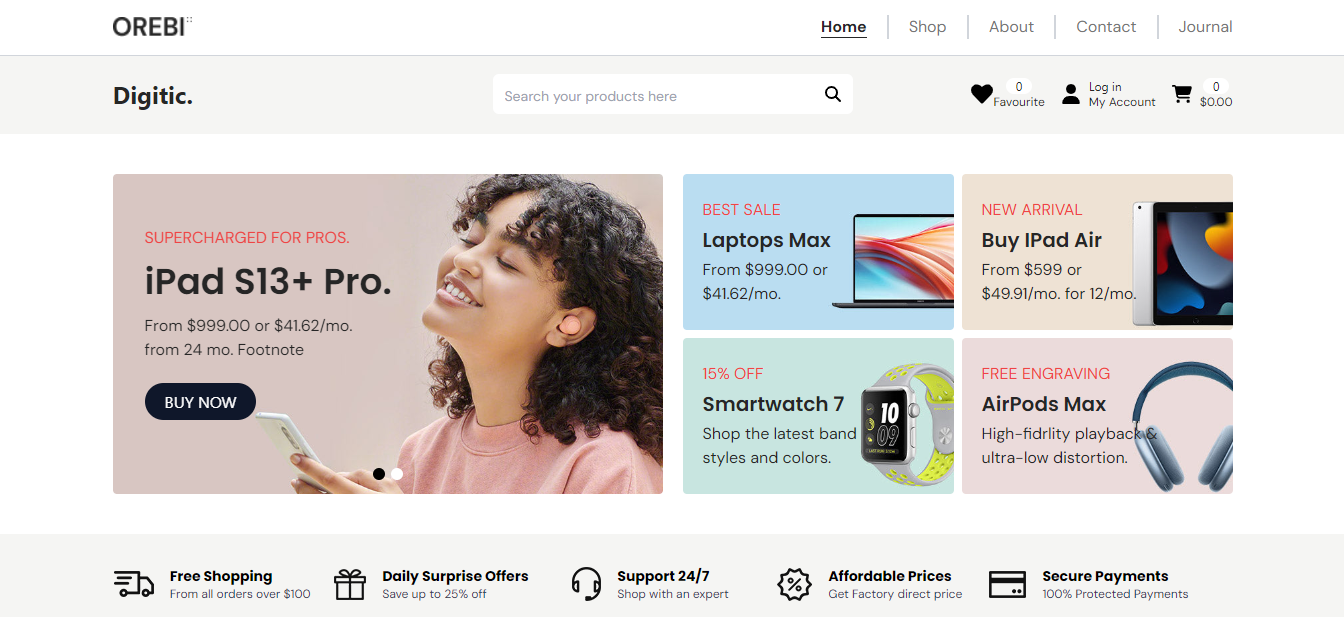 OREBI
Home
Shop
About
Contact
Journal
Digitic.
Search your products here
0
Favourite
Log in
My Account
0
$0.00
SUPERCHARGED FOR PROS.
iPad S13+ Pro.
From $999.00 or $41.62/mo.
from 24 mo. Footnote
BUY NOW
BEST SALE
Laptops Max
From $999.00 or
$41.62/mo.
NEW ARRIVAL
Buy IPad Air
From $599 or
$49.91/mo. for 12/mo.
15% OFF
Smartwatch 7
Shop the latest band
styles and colors.
10
09
FREE ENGRAVING
AirPods Max
High-fidrlity playback &
ultra-low distortion.
Free Shopping
From all orders over $100
Daily Surprise Offers
Save up to 25% off
Support 24/7
Shop with an expert
Affordable Prices
Get Factory direct price
Secure Payments
100% Protected Payments